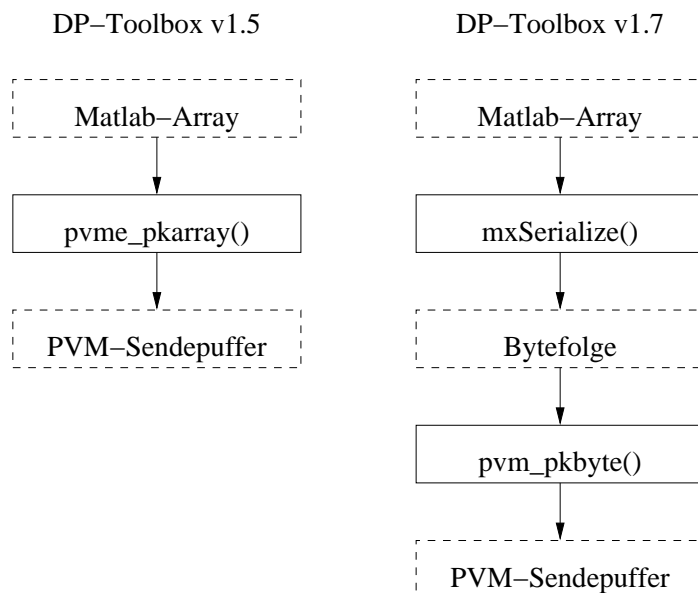 DP–Toolbox v1.5
Matlab–Array
pvme_pkarray()
PVM–Sendepuffer
DP–Toolbox v1.7
Matlab–Array
mxSerialize()
Bytefolge
pvm_pkbyte()
PVM–Sendepuffer